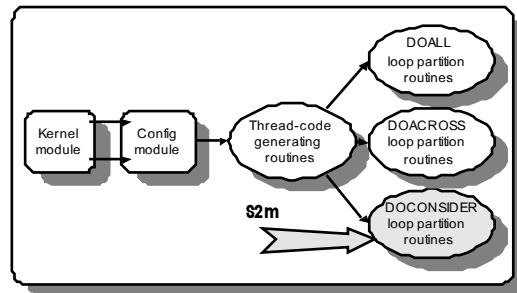 DOALL
loop partition
routines
Kernel
module
Config
module
Thread-code
generating
routines
DOACROSS
loop partition
routines
S2m
DOCONSIDER
loop partition
routines